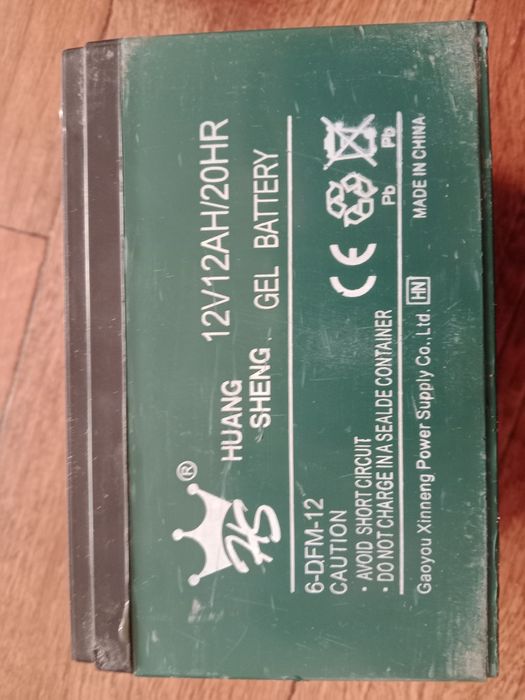 HS®
HUANG 12V12AH/20HR
SHENG GEL BATTERY
6-DFM-12
CAUTION
· AVOID SHORT CIRCUIT
· DO NOT CHARGE IN A SEALDE CONTAINER
CE
Pb Pb
Gaoyou Xinneng Power Supply Co., Ltd. HN MADE IN CHINA